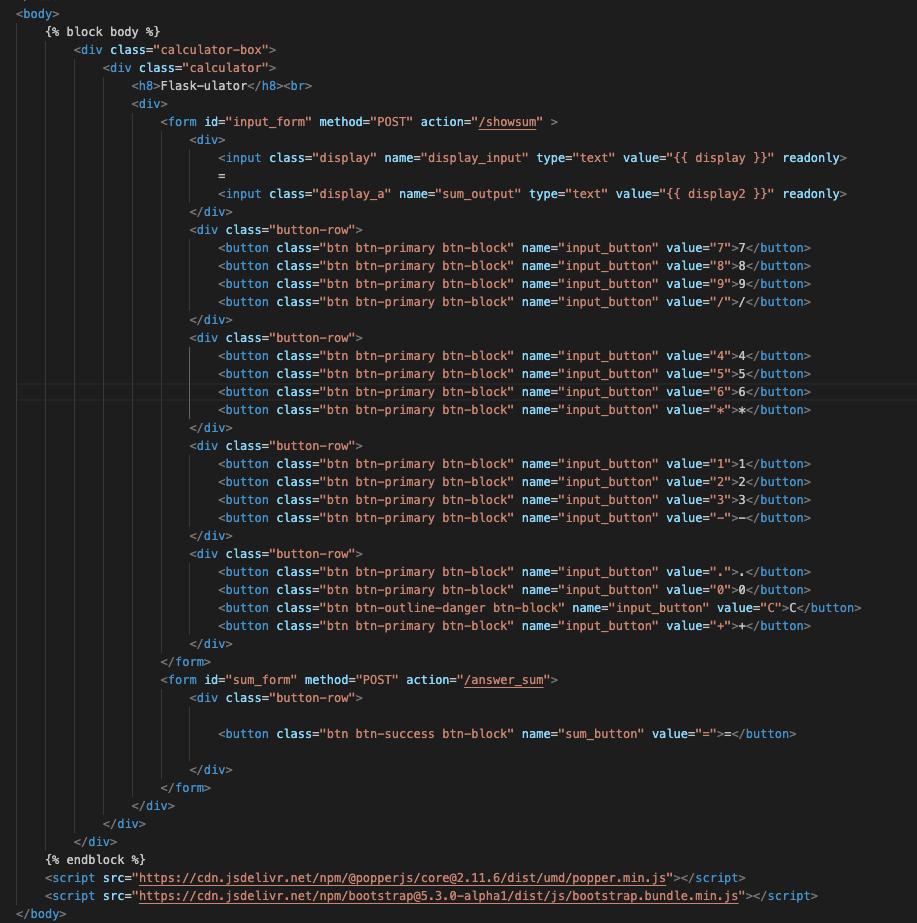 <body>
{% block body %}
<div class="calculator-box">
<div class="calculator">
<h8>Flask-ulator</h8><br>
<div>
<form id="input_form" method="POST" action="/showsum" >
<div>
<input class="display" name="display_input" type="text" value="{{ display }}" readonly>
=
<input class="display_a" name="sum_output" type="text" value="{{ display2 }}" readonly>
</div>
<div class="button-row">
<button class="btn btn-primary btn-block" name="input_button" value="7">7</button>
<button class="btn btn-primary btn-block" name="input_button" value="8">8</button>
<button class="btn btn-primary btn-block" name="input_button" value="9">9</button>
<button class="btn btn-primary btn-block" name="input_button" value="/">/</button>
</div>
<div class="button-row">
<button class="btn btn-primary btn-block" name="input_button" value="4">4</button>
<button class="btn btn-primary btn-block" name="input_button" value="5">5</button>
<button class="btn btn-primary btn-block" name="input_button" value="6">6</button>
<button class="btn btn-primary btn-block" name="input_button" value="*">*</button>
</div>
<div class="button-row">
<button class="btn btn-primary btn-block" name="input_button" value="1">1</button>
<button class="btn btn-primary btn-block" name="input_button" value="2">2</button>
<button class="btn btn-primary btn-block" name="input_button" value="3">3</button>
<button class="btn btn-primary btn-block" name="input_button" value="-">-</button>
</div>
<div class="button-row">
<button class="btn btn-primary btn-block" name="input_button" value=".">.</button>
<button class="btn btn-primary btn-block" name="input_button" value="0">0</button>
<button class="btn btn-outline-danger btn-block" name="input_button" value="C">C</button>
<button class="btn btn-primary btn-block" name="input_button" value="+">+</button>
</div>
</form>
<form id="sum_form" method="POST" action="/answer_sum">
<div class="button-row">
<button class="btn btn-success btn-block" name="sum_button" value="=">=</button>
</div>
</form>
</div>
</div>
</div>
{% endblock %}
<script src="https://cdn.jsdelivr.net/npm/@popperjs/core@2.11.6/dist/umd/popper.min.js"></script>
<script src="https://cdn.jsdelivr.net/npm/bootstrap@5.3.0-alpha1/dist/js/bootstrap.bundle.min.js"></script>
</body>